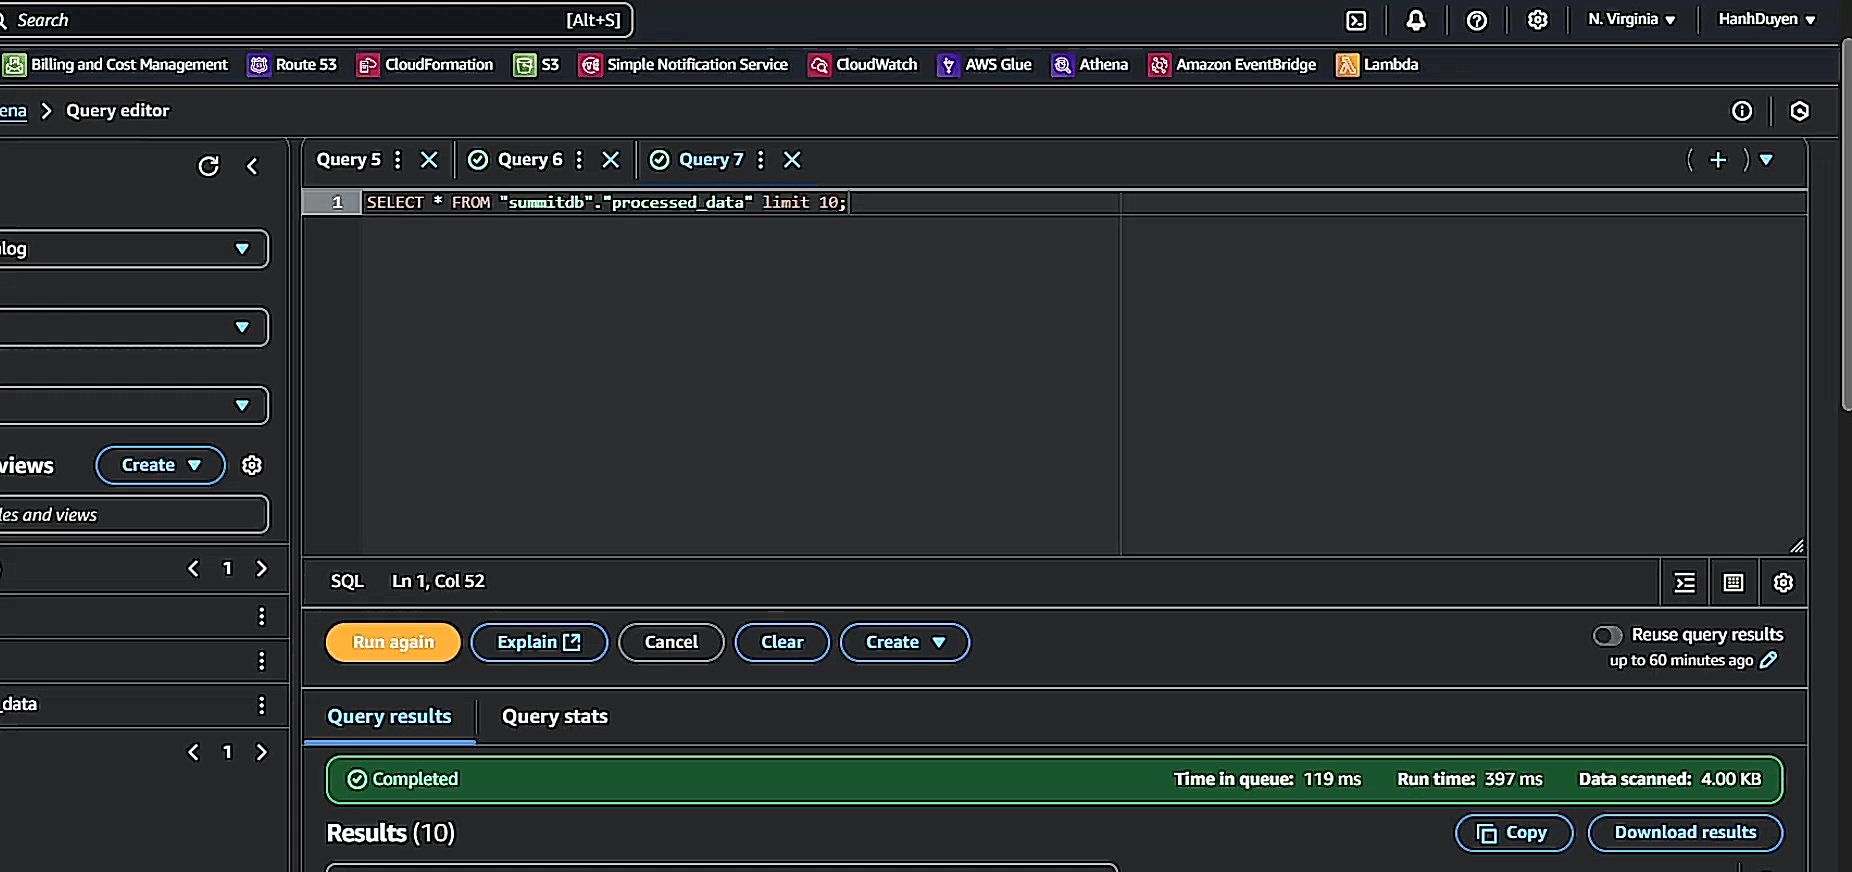 Search [Alt+S] N. Virginia HanhDuyen
Billing and Cost Management Route 53 CloudFormation S3 Simple Notification Service CloudWatch AWS Glue Athena Amazon EventBridge Lambda
ena Query editor
Query 5 Query 6 Query 7
1 SELECT * FROM "summitdb"."processed_data" limit 10;
log
views Create
les and views
1
SQL Ln 1, Col 52
Run again Explain Cancel Clear Create Reuse query results
up to 60 minutes ago
_data
Query results Query stats
1
Completed Time in queue: 119 ms Run time: 397 ms Data scanned: 4.00 KB
Results (10) Copy Download results